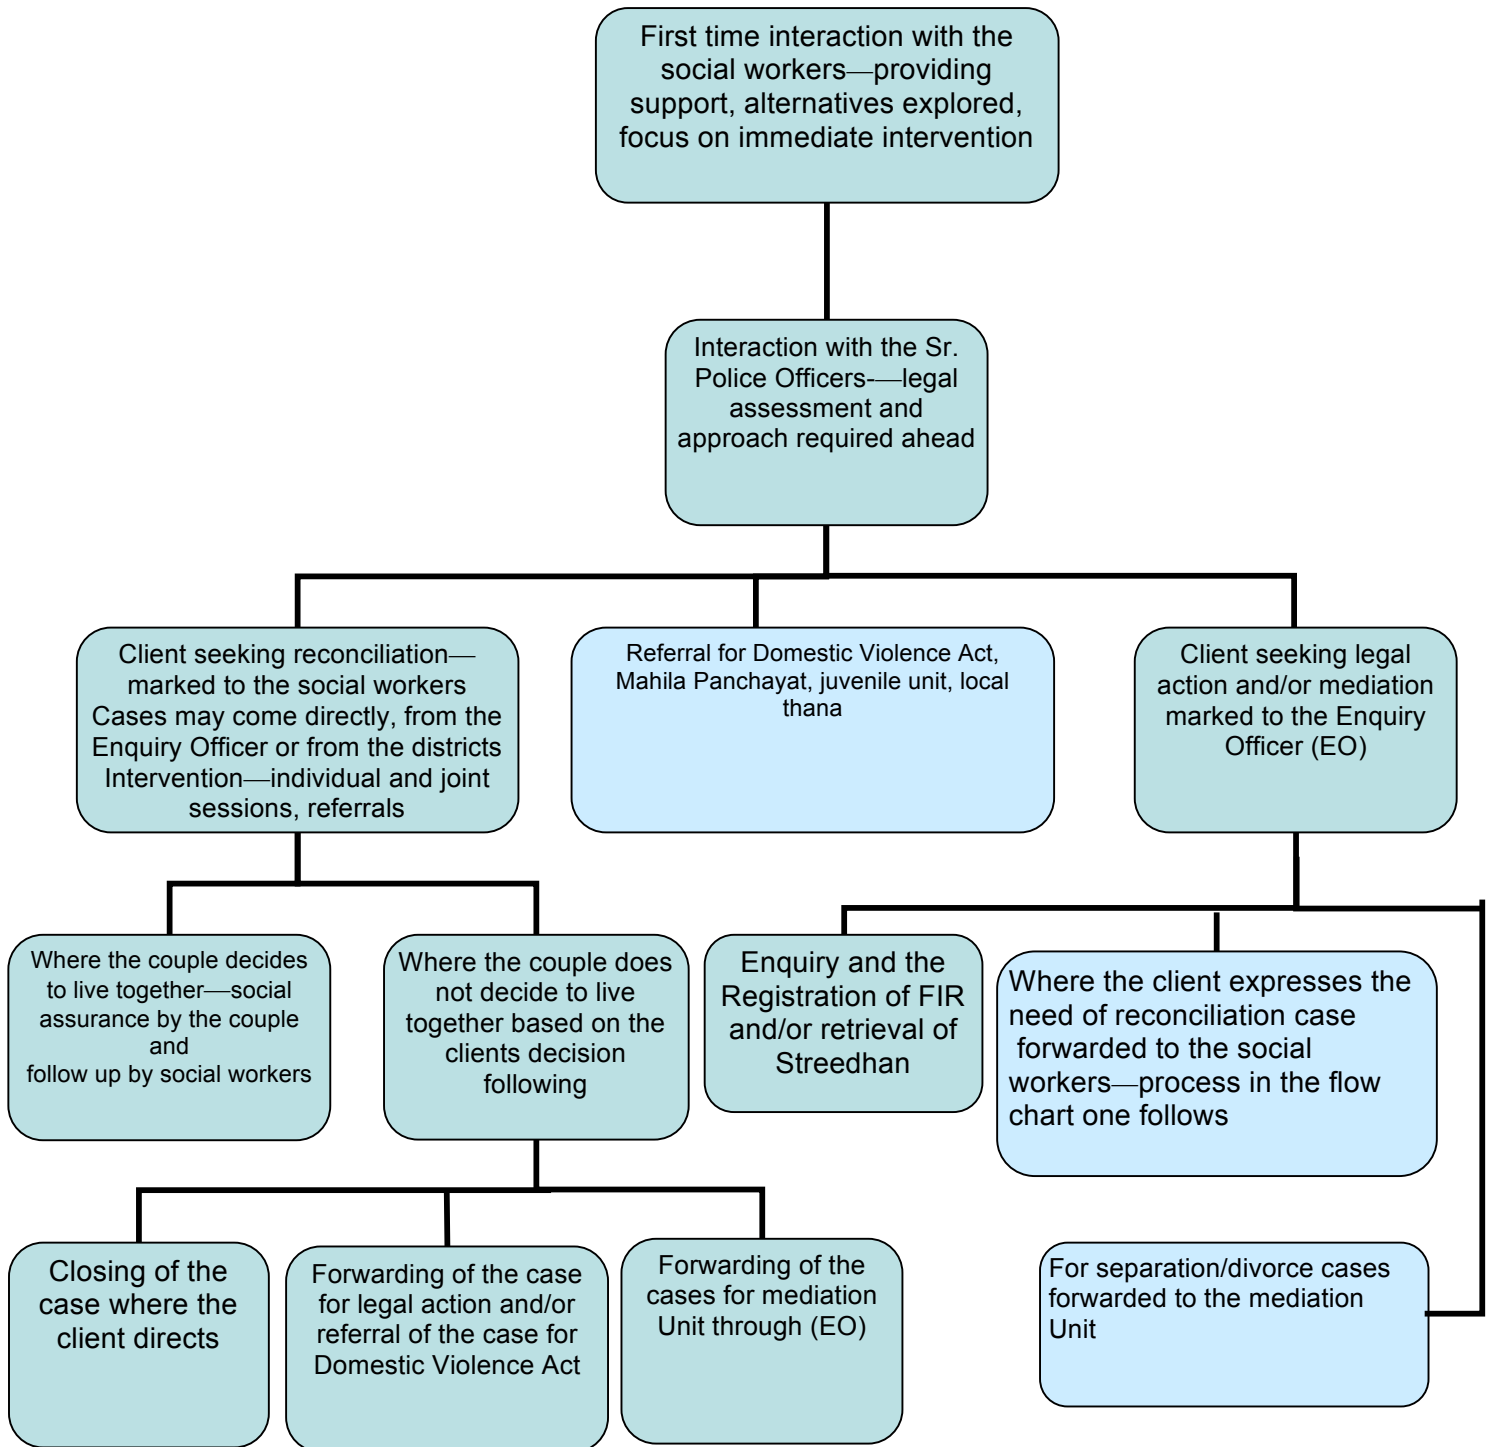 First time interaction with the
social workers—providing
support, alternatives explored,
focus on immediate intervention
Interaction with the Sr.
Police Officers-—legal
assessment and
approach required ahead
Client seeking reconciliation—
marked to the social workers
Cases may come directly, from the
Enquiry Officer or from the districts
Intervention—individual and joint
sessions, referrals
Referral for Domestic Violence Act,
Mahila Panchayat, juvenile unit, local
thana
Client seeking legal
action and/or mediation
marked to the Enquiry
Officer (EO)
Where the couple decides
to live together—social
assurance by the couple
and
follow up by social workers
Where the couple does
not decide to live
together based on the
clients decision
following
Enquiry and the
Registration of FIR
and/or retrieval of
Streedhan
Where the client expresses the
need of reconciliation case
forwarded to the social
workers—process in the flow
chart one follows
Closing of the
case where the
client directs
Forwarding of the case
for legal action and/or
referral of the case for
Domestic Violence Act
Forwarding of the
cases for mediation
Unit through (EO)
For separation/divorce cases
forwarded to the mediation
Unit